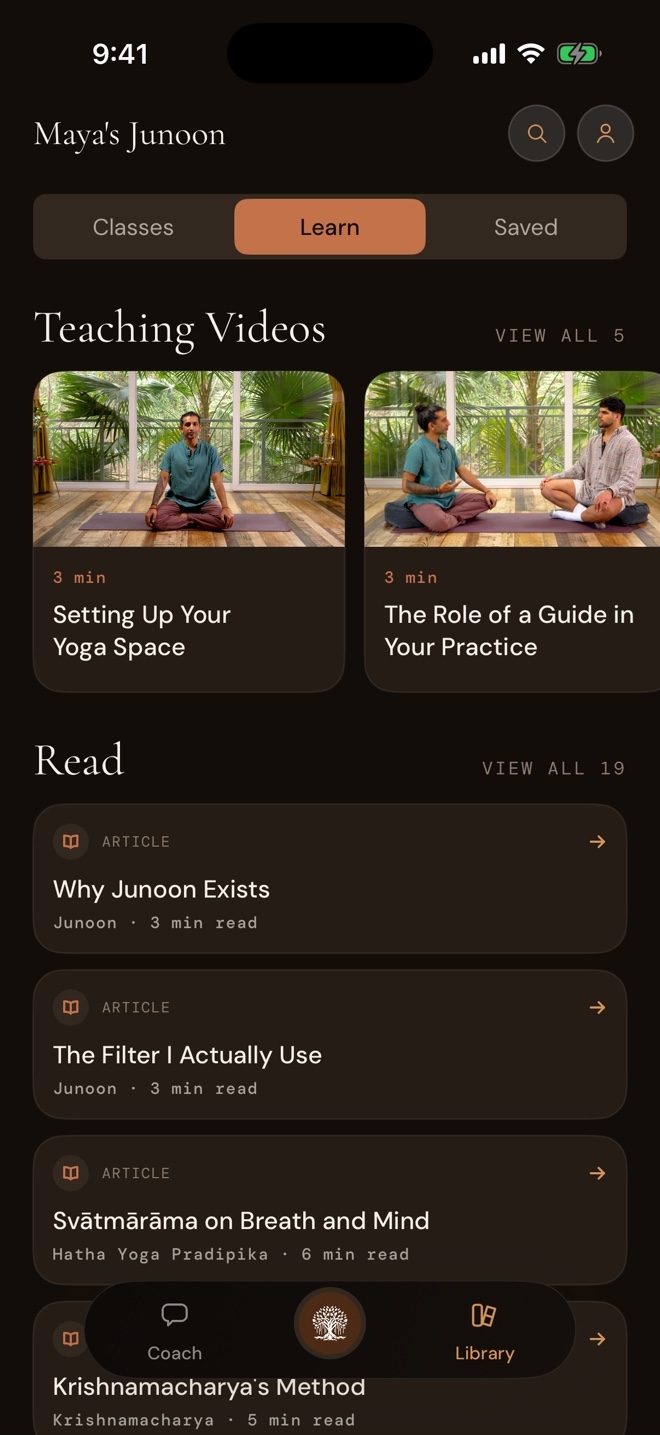 9:41
Maya's Junoon
Classes
Learn
Saved
Teaching Videos
VIEW ALL 5
3 min
Setting Up Your
Yoga Space
3 min
The Role of a Guide in
Your Practice
Read
VIEW ALL 19
ARTICLE
Why Junoon Exists
Junoon · 3 min read
ARTICLE
The Filter I Actually Use
Junoon · 3 min read
ARTICLE
Svātmārāma on Breath and Mind
Hatha Yoga Pradipika · 6 min read
Coach
Library
Krishnamacharya's Method
Krishnamacharya · 5 min read